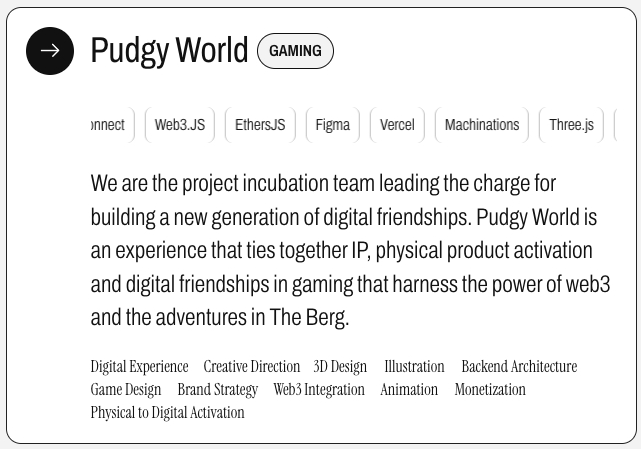 Pudgy World GAMING
onnect Web3.JS EthersJS Figma Vercel Machinations Three.js
We are the project incubation team leading the charge for
building a new generation of digital friendships. Pudgy World is
an experience that ties together IP, physical product activation
and digital friendships in gaming that harness the power of web3
and the adventures in The Berg.
Digital Experience Creative Direction 3D Design Illustration Backend Architecture
Game Design Brand Strategy Web3 Integration Animation Monetization
Physical to Digital Activation